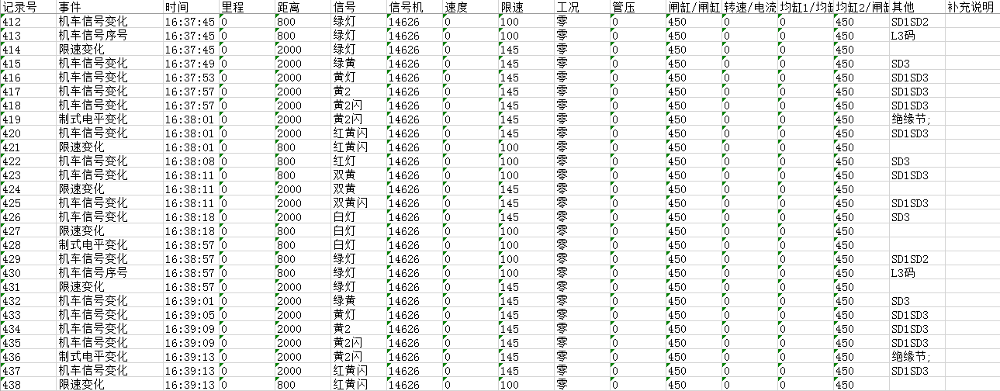 记录号 事件 时间 里程 距离 信号 信号机 速度 限速 工况 管压 闸缸/闸缸 转速/电流 均缸1/均缸 均缸2/闸缸 其他 补充说明
412 机车信号变化 16:37:45 0 800 绿灯 14626 0 100 零 0 450 0 0 450 SD1SD2
413 机车信号序号 16:37:45 0 800 绿灯 14626 0 100 零 0 450 0 0 450 L3码
414 限速变化 16:37:45 0 2000 绿灯 14626 0 145 零 0 450 0 0 450
415 机车信号变化 16:37:49 0 2000 绿黄 14626 0 145 零 0 450 0 0 450 SD3
416 机车信号变化 16:37:53 0 2000 黄灯 14626 0 145 零 0 450 0 0 450 SD1SD3
417 机车信号变化 16:37:57 0 2000 黄2 14626 0 145 零 0 450 0 0 450 SD1SD3
418 机车信号变化 16:37:57 0 2000 黄2闪 14626 0 145 零 0 450 0 0 450 SD1SD3
419 制式电平变化 16:38:01 0 2000 黄2闪 14626 0 145 零 0 450 0 0 450 绝缘节;
420 机车信号变化 16:38:01 0 2000 红黄闪 14626 0 145 零 0 450 0 0 450 SD1SD3
421 限速变化 16:38:01 0 800 红黄闪 14626 0 100 零 0 450 0 0 450
422 机车信号变化 16:38:08 0 800 红灯 14626 0 100 零 0 450 0 0 450 SD3
423 机车信号变化 16:38:11 0 800 双黄 14626 0 100 零 0 450 0 0 450 SD1SD3
424 限速变化 16:38:11 0 2000 双黄 14626 0 145 零 0 450 0 0 450
425 机车信号变化 16:38:11 0 2000 双黄闪 14626 0 145 零 0 450 0 0 450 SD1SD3
426 机车信号变化 16:38:18 0 2000 白灯 14626 0 145 零 0 450 0 0 450 SD3
427 限速变化 16:38:18 0 800 白灯 14626 0 100 零 0 450 0 0 450
428 制式电平变化 16:38:57 0 800 白灯 14626 0 100 零 0 450 0 0 450
429 机车信号变化 16:38:57 0 800 绿灯 14626 0 100 零 0 450 0 0 450 SD1SD2
430 机车信号序号 16:38:57 0 800 绿灯 14626 0 100 零 0 450 0 0 450 L3码
431 限速变化 16:38:57 0 2000 绿灯 14626 0 145 零 0 450 0 0 450
432 机车信号变化 16:39:01 0 2000 绿黄 14626 0 145 零 0 450 0 0 450 SD3
433 机车信号变化 16:39:05 0 2000 黄灯 14626 0 145 零 0 450 0 0 450 SD1SD3
434 机车信号变化 16:39:09 0 2000 黄2 14626 0 145 零 0 450 0 0 450 SD1SD3
435 机车信号变化 16:39:09 0 2000 黄2闪 14626 0 145 零 0 450 0 0 450 SD1SD3
436 制式电平变化 16:39:13 0 2000 黄2闪 14626 0 145 零 0 450 0 0 450 绝缘节;
437 机车信号变化 16:39:13 0 2000 红黄闪 14626 0 145 零 0 450 0 0 450 SD1SD3
438 限速变化 16:39:13 0 800 红黄闪 14626 0 100 零 0 450 0 0 450